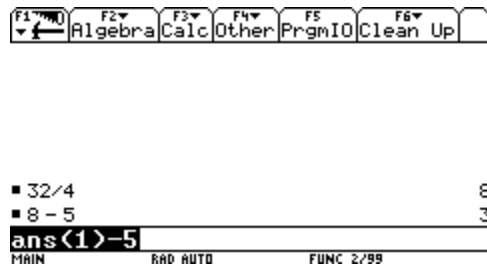 F1 F2 Algebra F3 Calc F4 Other F5 PrgmIO F6 Clean Up
32/4 8
8 - 5 3
ans(1)-5
MAIN RAD AUTO FUNC 2/99